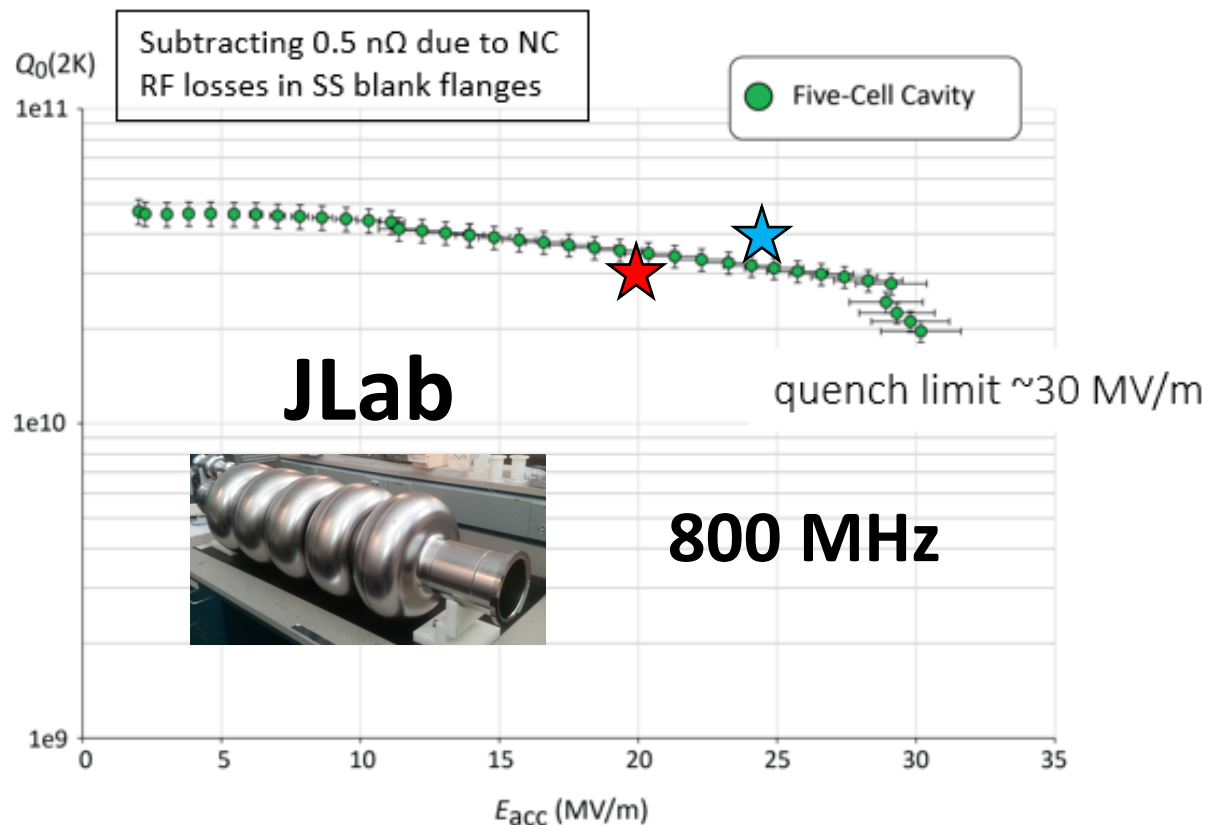 Subtracting 0.5 nΩ due to NC
RF losses in SS blank flanges
Q0(2K)
Five-Cell Cavity
1e11
JLab
quench limit ~30 MV/m
1e10
800 MHz
1e9
0 5 10 15 20 25 30 35
Eacc (MV/m)